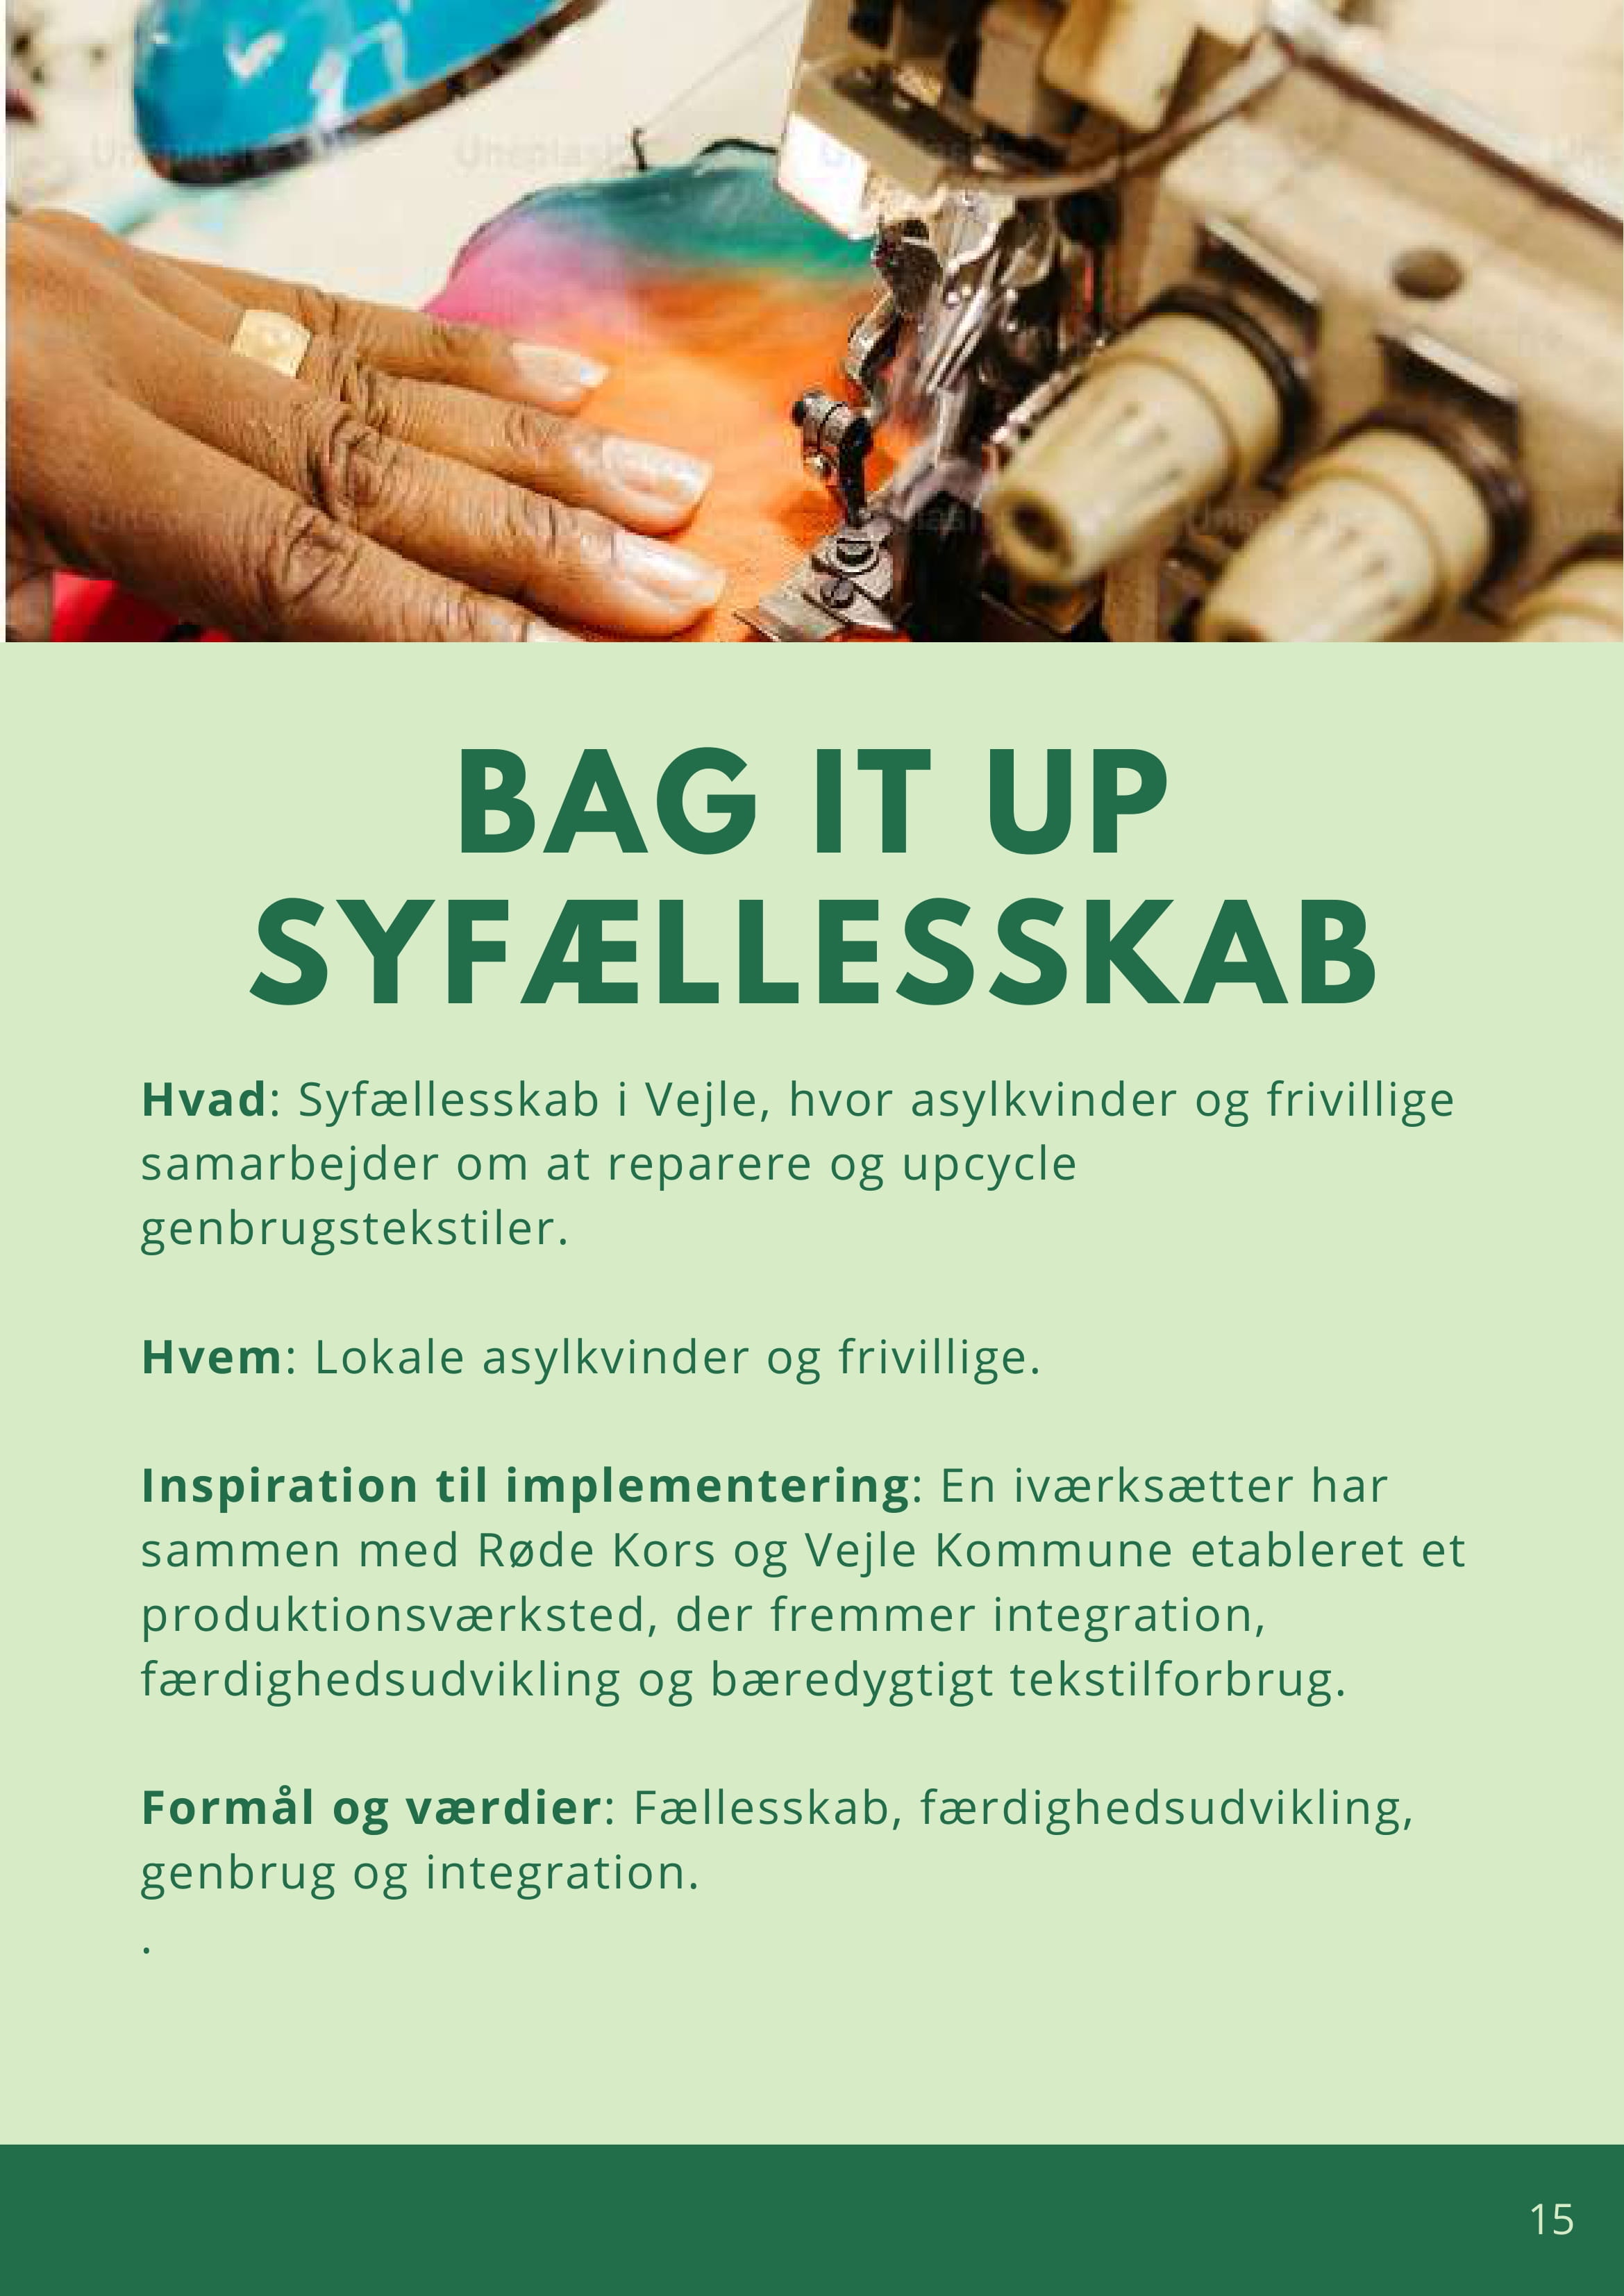 BAG IT UP
SYFÆLLESSKAB
Hvad: Syfællesskab i Vejle, hvor asylkvinder og frivillige
samarbejder om at reparere og upcycle
genbrugstekstiler.
Hvem: Lokale asylkvinder og frivillige.
Inspiration til implementering: En iværksætter har
sammen med Røde Kors og Vejle Kommune etableret et
produktionsværksted, der fremmer integration,
færdighedsudvikling og bæredygtigt tekstilforbrug.
Formål og værdier: Fællesskab, færdighedsudvikling,
genbrug og integration.
.
15